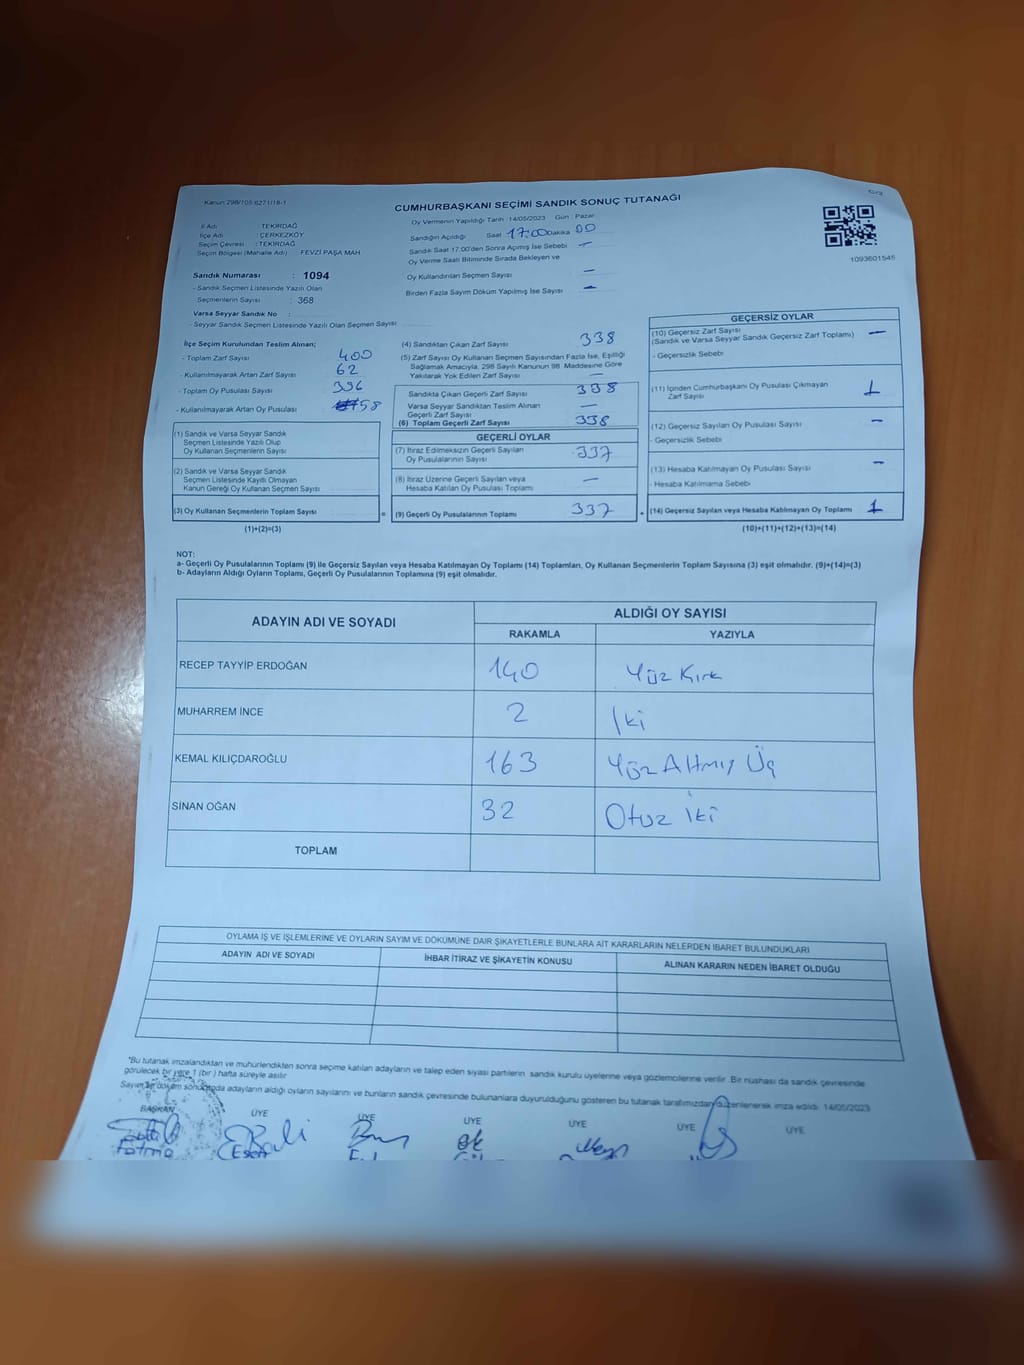 Kanun:298/105 6271/18-1
CUMHURBAŞKANI SEÇİMİ SANDIK SONUÇ TUTANAĞI
İl Adı : TEKİRDAĞ
İlçe Adı : ÇERKEZKÖY
Seçim Çevresi : TEKİRDAĞ
Seçim Bölgesi (Mahalle Adı) : FEVZİ PAŞA MAH
Sandık Numarası : 1094
- Sandık Seçmen Listesinde Yazılı Olan
Seçmenlerin Sayısı : 368
Varsa Seyyar Sandık No :
- Seyyar Sandık Seçmen Listesinde Yazılı Olan Seçmen Sayısı
Oy Vermenin Yapıldığı Tarih :14/05/2023 Gün : Pazar
Sandığın Açıldığı Saat 17:00 Dakika 00
Sandık Saat 17.00'den Sonra Açımış İse Sebebi —
Oy Verme Saati Bitiminde Sırada Bekleyen ve
Oy Kullandırılan Seçmen Sayısı —
Birden Fazla Sayım Döküm Yapılmış İse Sayısı —
1093601545
İlçe Seçim Kurulundan Teslim Alınan;
- Toplam Zarf Sayısı 400
- Kullanılmayarak Artan Zarf Sayısı 62
- Toplam Oy Pusulası Sayısı 396
- Kullanılmayarak Artan Oy Pusulası 58
(1) Sandık ve Varsa Seyyar Sandık
Seçmen Listesinde Yazılı Olup
Oy Kullanan Seçmenlerin Sayısı
(2) Sandık ve Varsa Seyyar Sandık
Seçmen Listesinde Kayıtlı Olmayan
Kanun Gereği Oy Kullanan Seçmen Sayısı
(3) Oy Kullanan Seçmenlerin Toplam Sayısı =
(1)+(2)=(3)
(4) Sandıktan Çıkan Zarf Sayısı 338
(5) Zarf Sayısı Oy Kullanan Seçmen Sayısından Fazla İse, Eşitliği
Sağlamak Amacıyla, 298 Sayılı Kanunun 98. Maddesine Göre
Yakılarak Yok Edilen Zarf Sayısı —
Sandıkta Çıkan Geçerli Zarf Sayısı 338
Varsa Seyyar Sandıktan Teslim Alınan
Geçerli Zarf Sayısı —
(6) Toplam Geçerli Zarf Sayısı 338
GEÇERLİ OYLAR
(7) İtiraz Edilmeksizin Geçerli Sayılan
Oy Pusulalarının Sayısı 337
(8) İtiraz Üzerine Geçerli Sayılan veya
Hesaba Katılan Oy Pusulası Toplamı —
(9) Geçerli Oy Pusulalarının Toplamı 337 +
GEÇERSİZ OYLAR
(10) Geçersiz Zarf Sayısı
(Sandık ve Varsa Seyyar Sandık Geçersiz Zarf Toplamı) —
- Geçersizlik Sebebi
(11) İçinden Cumhurbaşkanı Oy Pusulası Çıkmayan
Zarf Sayısı 1
(12) Geçersiz Sayılan Oy Pusulası Sayısı —
- Geçersizlik Sebebi
(13) Hesaba Katılmayan Oy Pusulası Sayısı —
- Hesaba Katılmama Sebebi
(14) Geçersiz Sayılan veya Hesaba Katılmayan Oy Toplamı 1
(10)+(11)+(12)+(13)=(14)
NOT:
a- Geçerli Oy Pusulalarının Toplamı (9) ile Geçersiz Sayılan veya Hesaba Katılmayan Oy Toplamı (14) Toplamları, Oy Kullanan Seçmenlerin Toplam Sayısına (3) eşit olmalıdır. (9)+(14)=(3)
b- Adayların Aldığı Oyların Toplamı, Geçerli Oy Pusulalarının Toplamına (9) eşit olmalıdır.
ADAYIN ADI VE SOYADI
ALDIĞI OY SAYISI
RAKAMLA YAZIYLA
RECEP TAYYİP ERDOĞAN 140 Yüz Kırk
MUHARREM İNCE 2 İki
KEMAL KILIÇDAROĞLU 163 Yüz Altmış Üç
SİNAN OĞAN 32 Otuz İki
TOPLAM
OYLAMA İŞ VE İŞLEMLERİNE VE OYLARIN SAYIM VE DÖKÜMÜNE DAİR ŞİKAYETLERLE BUNLARA AİT KARARLARIN NELERDEN İBARET BULUNDUKLARI
ADAYIN ADI VE SOYADI İHBAR İTİRAZ VE ŞİKAYETİN KONUSU ALINAN KARARIN NEDEN İBARET OLDUĞU
*Bu tutanak imzalandıktan ve mühürlendikten sonra seçime katılan adayların ve talep eden siyasi partilerin sandık kurulu üyelerine veya gözlemcilerine verilir. Bir nüshası da sandık çevresinde
görülecek bir yere 1 (bir ) hafta süreyle asılır
Sayım ve döküm sonucunda adayların aldığı oyların sayılarını ve bunların sandık çevresinde bulunanlara duyurulduğunu gösteren bu tutanak tarafımızdan düzenlenerek imza edildi. 14/05/2023
BAŞKAN ÜYE ÜYE ÜYE ÜYE ÜYE ÜYE
Fatma